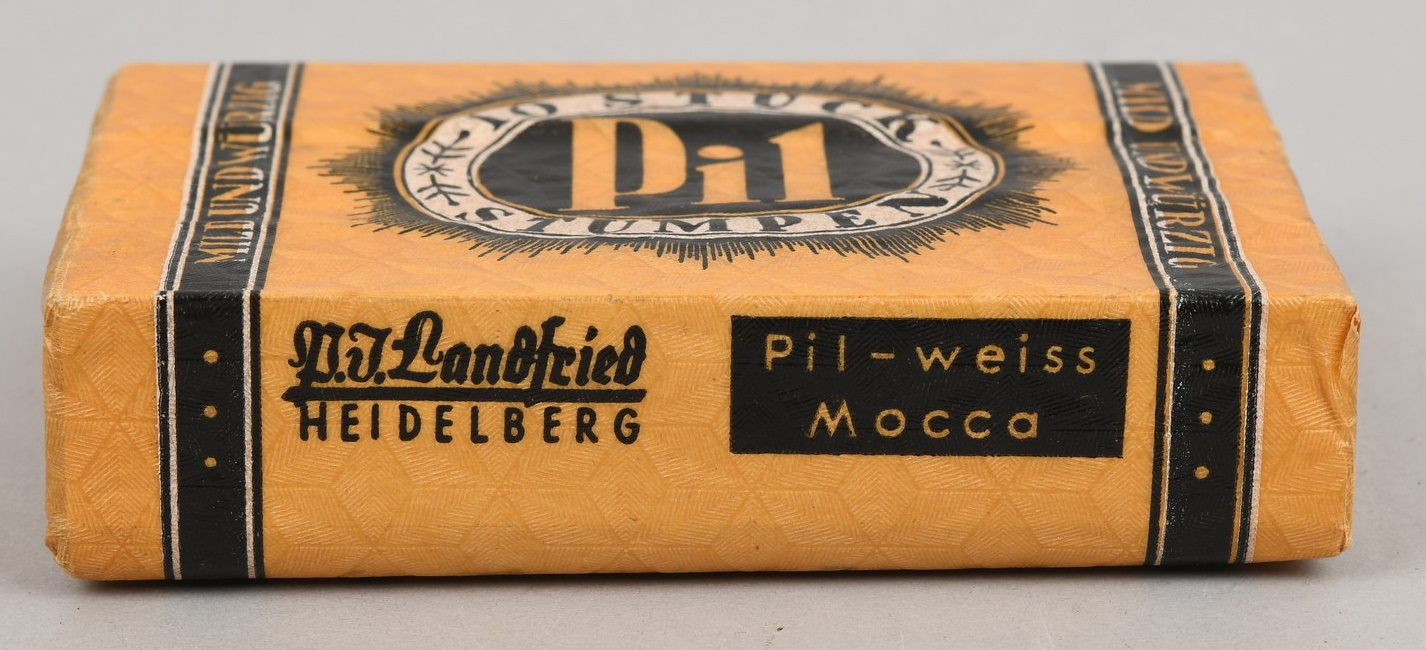 MILD UND WÜRZIG
10 STÜCK
Pil
STUMPEN
MILD UND WÜRZIG
P.J. Landfried
HEIDELBERG
Pil-weiss
Mocca